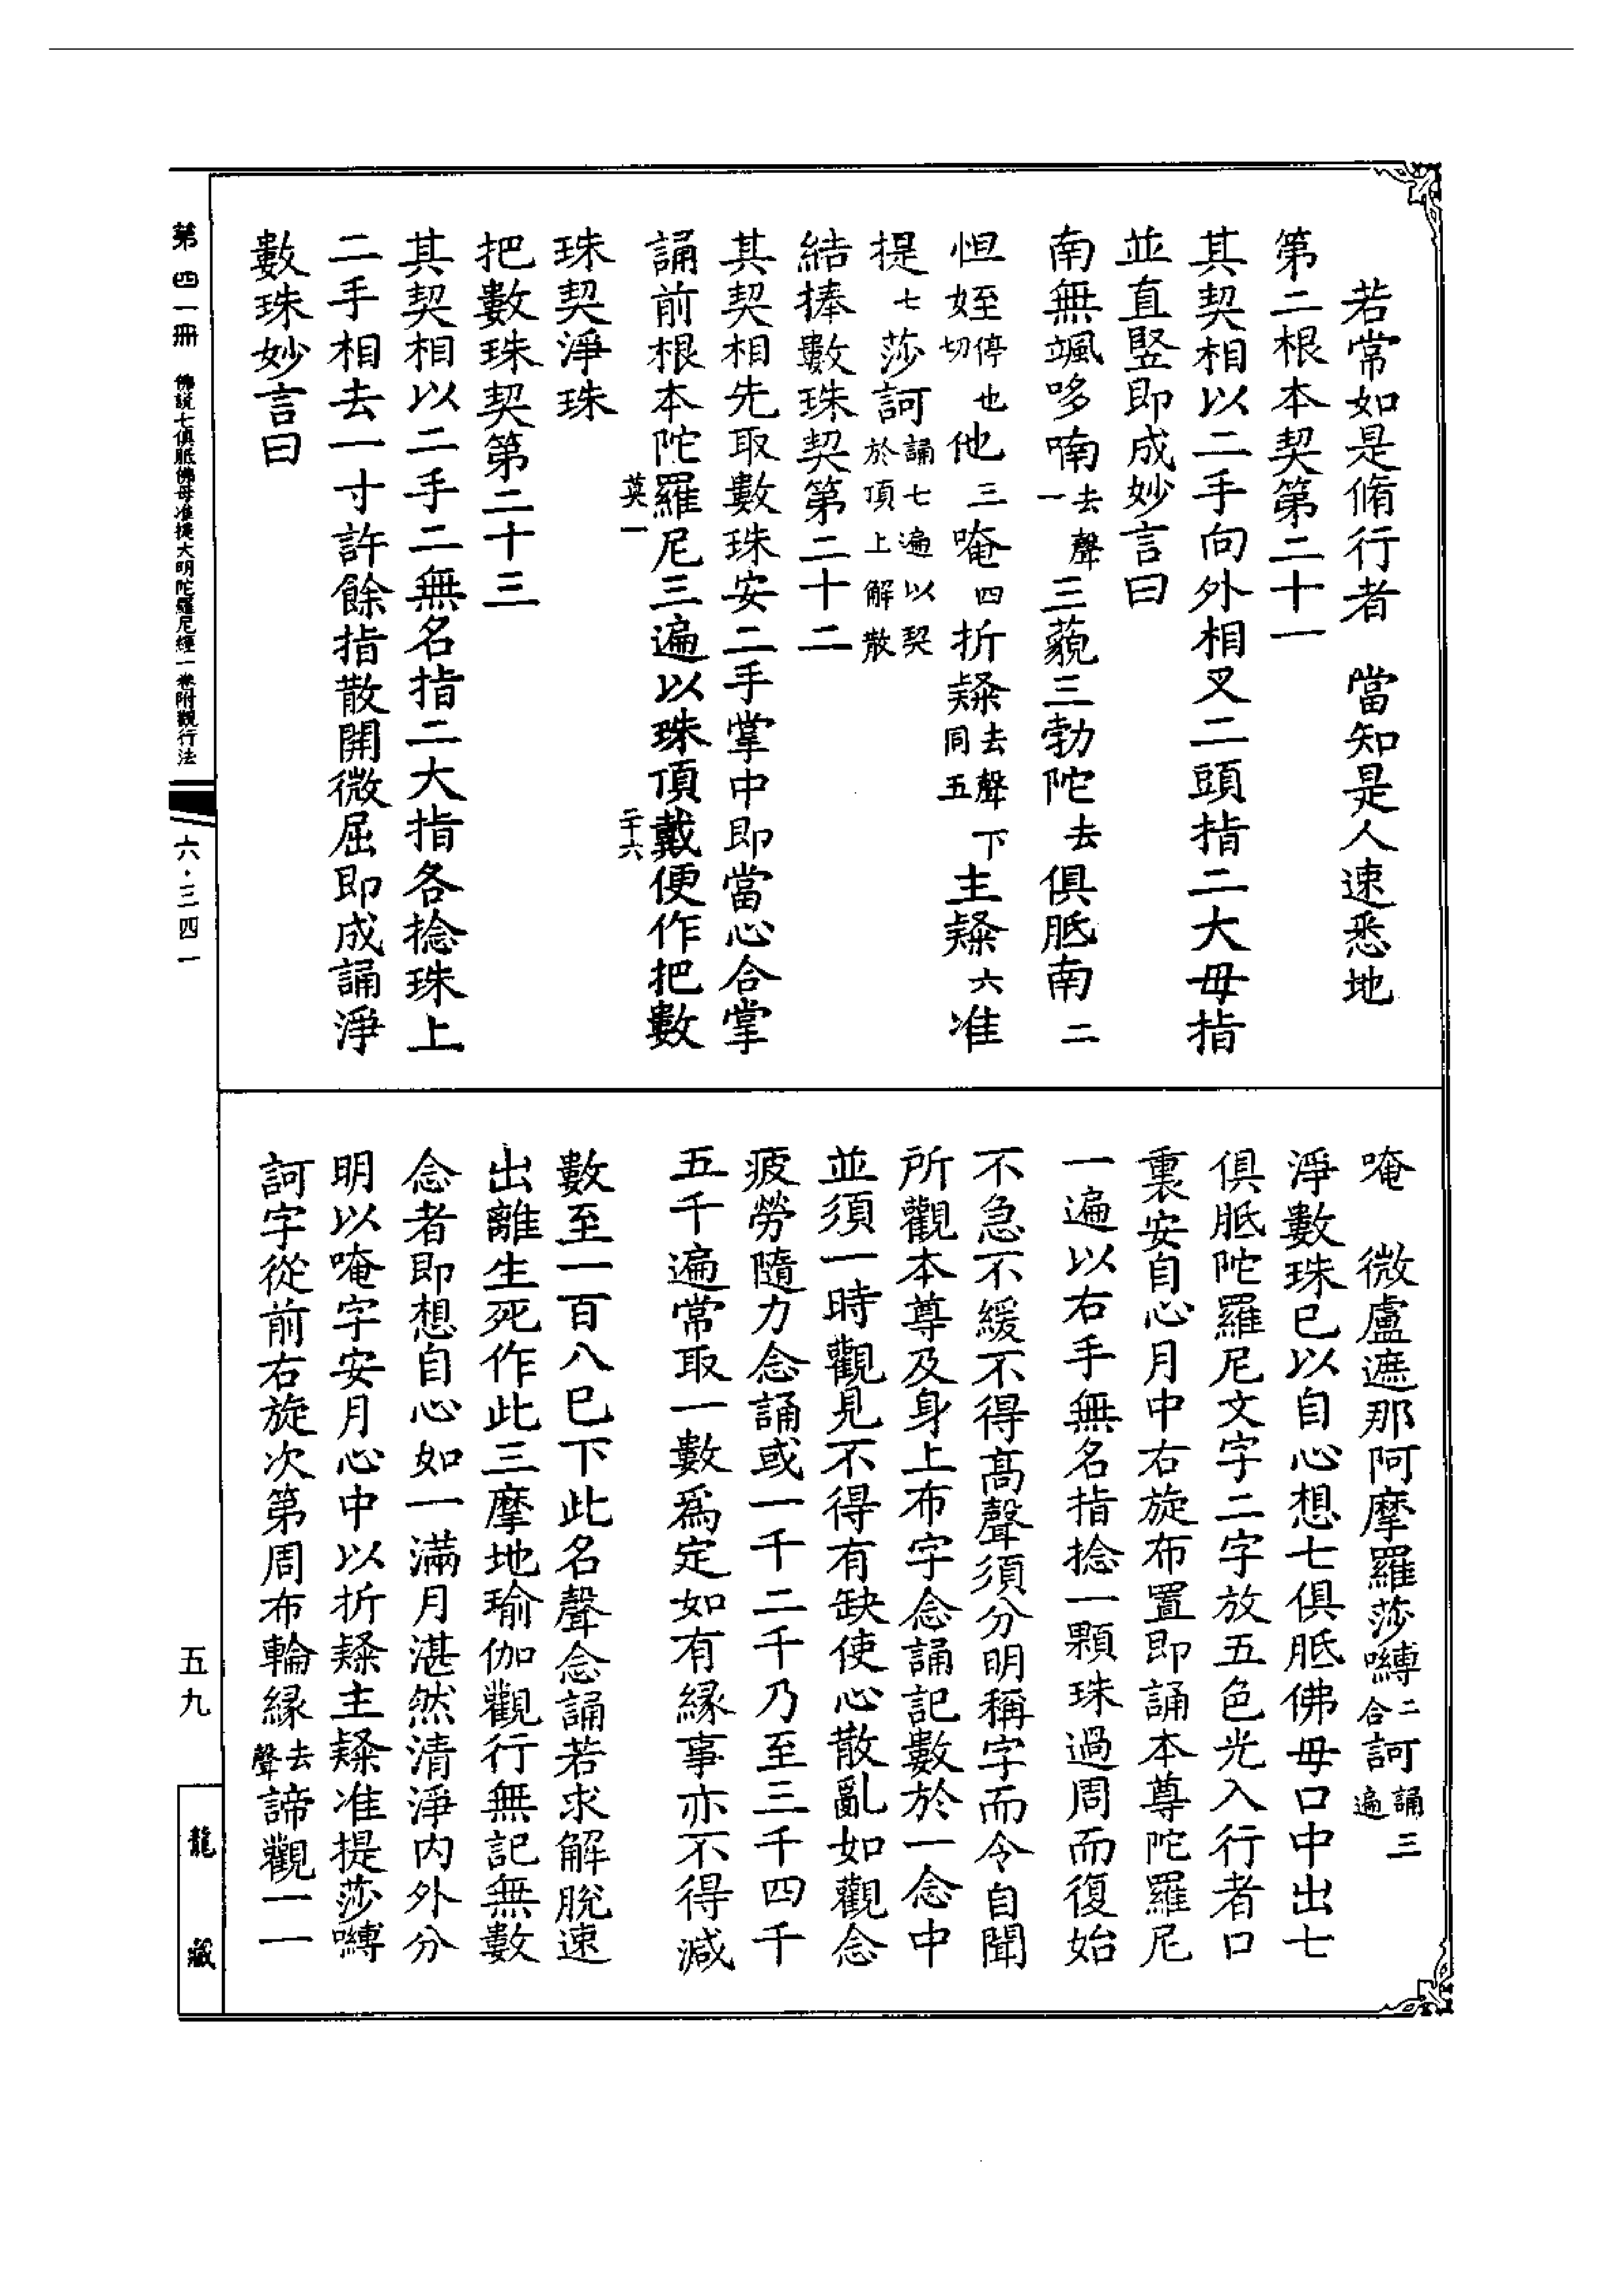 若常如是脩行者　當知是人速悉地
第二根本契第二十一
其契相以二手向外相叉二頭指二大母指
並直竪即成妙言曰
南無颯哆喃去聲一三藐三勃陀去俱胝南二
怛姪停也切他三唵四折𣜩去聲下同五主𣜩六准
提七莎訶誦七遍以契於頂上解散
結捧數珠契第二十二
其契相先取數珠安二手掌中即當心合掌
誦前根本陀羅尼三遍以珠頂戴便作把數
英一　二十六
珠契淨珠
把數珠契第二十三
其契相以二手二無名指二大指各捻珠上
二手相去一寸許餘指散開微屈即成誦淨
數珠妙言曰
唵　微盧遮那阿摩羅莎嚩二合訶誦三遍
淨數珠已以自心想七俱胝佛母口中出七
俱胝陀羅尼文字二字放五色光入行者口
裏安自心月中右旋布置即誦本尊陀羅尼
一遍以右手無名指捻一顆珠過周而復始
不急不緩不得高聲須分明稱字而令自聞
所觀本尊及身上布字念誦記數於一念中
並須一時觀見不得有缺使心散亂如觀念
疲勞隨力念誦或一千二千乃至三千四千
五千遍常取一數爲定如有緣事亦不得減
數至一百八已下此名聲念誦若求解脫速
出離生死作此三摩地瑜伽觀行無記無數
念者即想自心如一滿月湛然清淨內外分
明以唵字安月心中以折𣜩主𣜩准提莎嚩
訶字從前右旋次第周布輪緣去聲諦觀一一
第四一冊　佛説七俱胝佛母准提大明陀羅尼經一卷附觀行法
六・三四一
五九
龍藏